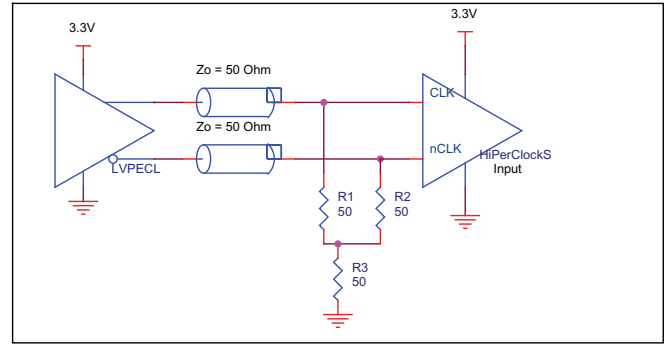 3.3V
3.3V
Zo = 50 Ohm
CLK
Zo = 50 Ohm
nCLK
LVPECL
HiPerClockS
Input
R1
50
R2
50
R3
50